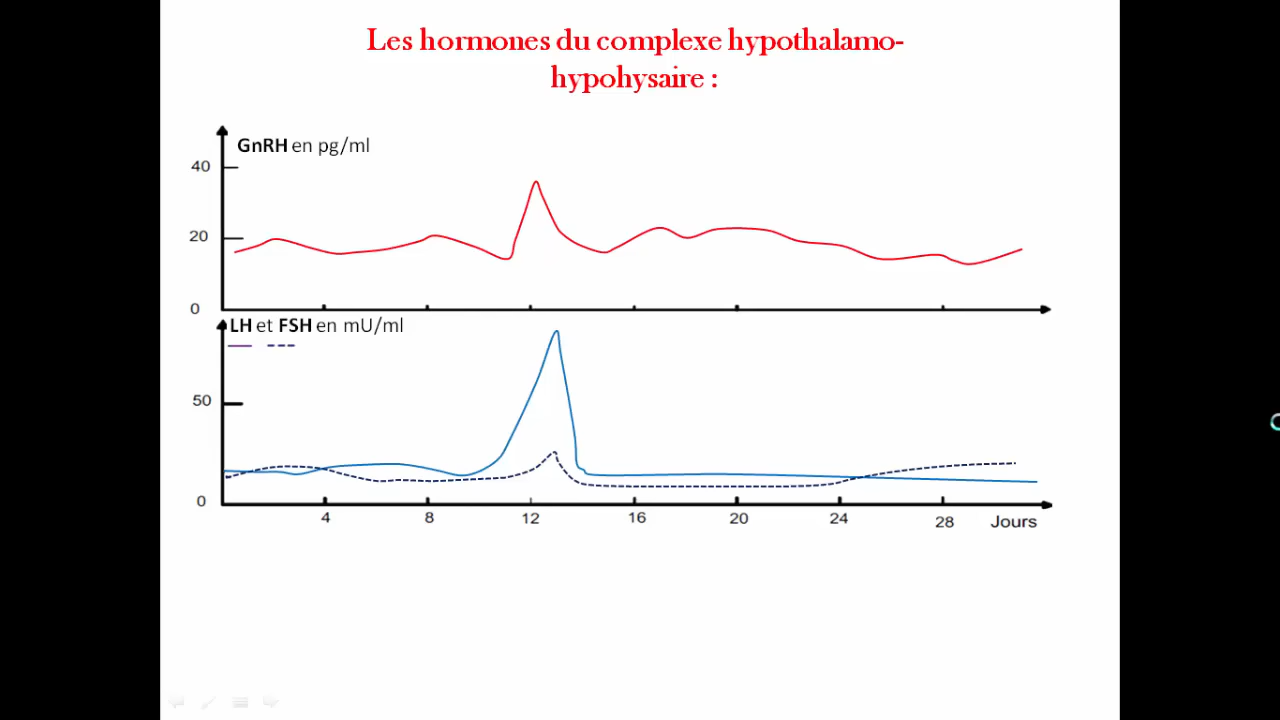 Les hormones du complexe hypothalamo-
hypohysaire :
GnRH en pg/ml
40
20
0
LH et FSH en mU/ml
50
0
4 8 12 16 20 24 28 Jours